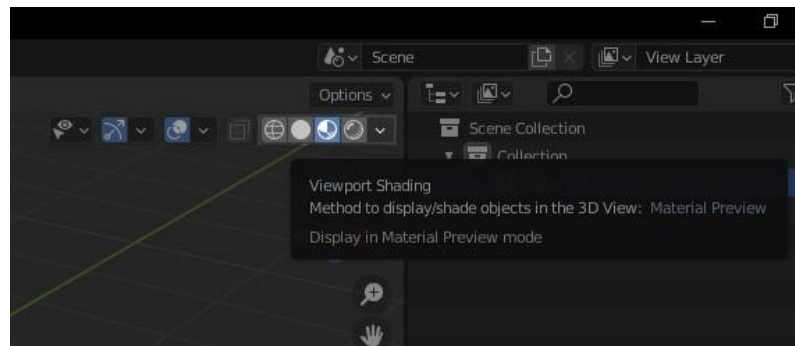 Scene
View Layer
Options
Scene Collection
Collection
Viewport Shading
Method to display/shade objects in the 3D View: Material Preview
Display in Material Preview mode